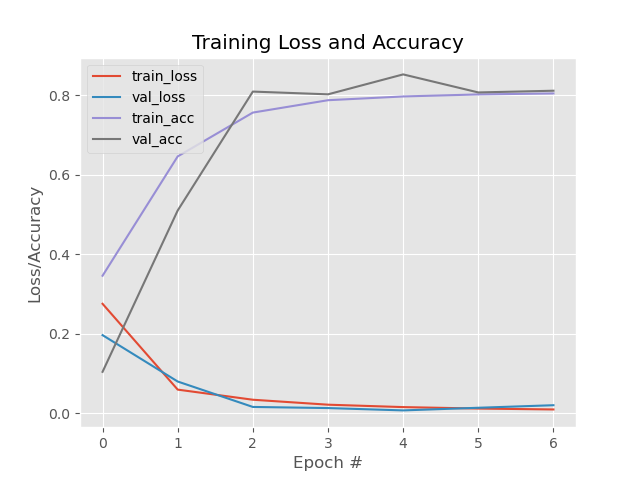 Training Loss and Accuracy
train_loss
val_loss
train_acc
val_acc
Loss/Accuracy
0.8
0.6
0.4
0.2
0.0
0 1 2 3 4 5 6
Epoch #